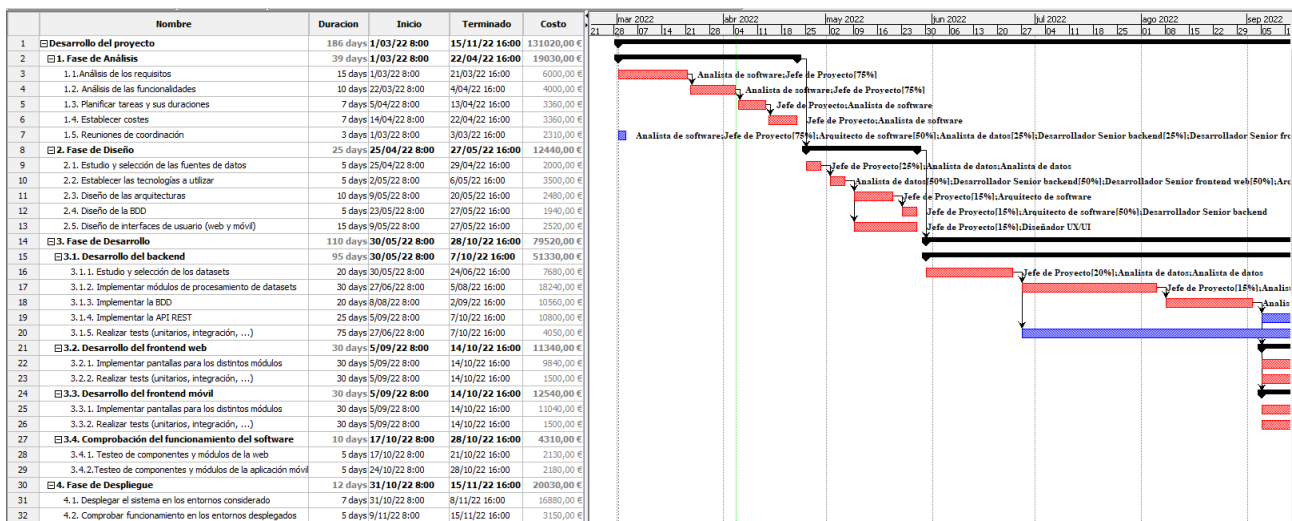 Nombre Duracion Inicio Terminado Costo mar 2022 abr 2022 may 2022 jun 2022 jul 2022 ago 2022 sep 2022
21 28 07 14 21 28 04 11 18 25 02 09 16 23 30 06 13 20 27 04 11 18 25 01 08 15 22 29 05 1
1 Desarrollo del proyecto 186 days 1/03/22 8:00 15/11/22 16:00 131020,00 €
2 1. Fase de Análisis 39 days 1/03/22 8:00 22/04/22 16:00 19030,00 €
3 1.1.Análisis de los requisitos 15 days 1/03/22 8:00 21/03/22 16:00 6000,00 € Analista de software;Jefe de Proyecto[75%]
4 1.2. Análisis de las funcionalidades 10 days 22/03/22 8:00 4/04/22 16:00 4000,00 € Analista de software;Jefe de Proyecto[75%]
5 1.3. Planificar tareas y sus duraciones 7 days 5/04/22 8:00 13/04/22 16:00 3360,00 € Jefe de Proyecto;Analista de software
6 1.4. Establecer costes 7 days 14/04/22 8:00 22/04/22 16:00 3360,00 € Jefe de Proyecto;Analista de software
7 1.5. Reuniones de coordinación 3 days 1/03/22 8:00 3/03/22 16:00 2310,00 € Analista de software;Jefe de Proyecto[75%];Arquitecto de software[50%];Analista de datos[25%];Desarrollador Senior backend[25%];Desarrollador Senior fro
8 2. Fase de Diseño 25 days 25/04/22 8:00 27/05/22 16:00 12440,00 €
9 2.1. Estudio y selección de las fuentes de datos 5 days 25/04/22 8:00 29/04/22 16:00 2000,00 € Jefe de Proyecto[25%];Analista de datos;Analista de datos
10 2.2. Establecer las tecnologías a utilizar 5 days 2/05/22 8:00 6/05/22 16:00 3500,00 € Analista de datos[50%];Desarrollador Senior backend[50%];Desarrollador Senior frontend web[50%];Arq
11 2.3. Diseño de las arquitecturas 10 days 9/05/22 8:00 20/05/22 16:00 2480,00 € Jefe de Proyecto[15%];Arquitecto de software
12 2.4. Diseño de la BDD 5 days 23/05/22 8:00 27/05/22 16:00 1940,00 € Jefe de Proyecto[15%];Arquitecto de software[50%];Desarrollador Senior backend
13 2.5. Diseño de interfaces de usuario (web y móvil) 15 days 9/05/22 8:00 27/05/22 16:00 2520,00 € Jefe de Proyecto[15%];Diseñador UX/UI
14 3. Fase de Desarrollo 110 days 30/05/22 8:00 28/10/22 16:00 79520,00 €
15 3.1. Desarrollo del backend 95 days 30/05/22 8:00 7/10/22 16:00 51330,00 €
16 3.1.1. Estudio y selección de los datasets 20 days 30/05/22 8:00 24/06/22 16:00 7680,00 € Jefe de Proyecto[20%];Analista de datos;Analista de datos
17 3.1.2. Implementar módulos de procesamiento de datasets 30 days 27/06/22 8:00 5/08/22 16:00 18240,00 € Jefe de Proyecto[15%];Analis
18 3.1.3. Implementar la BDD 20 days 8/08/22 8:00 2/09/22 16:00 10560,00 € Analis
19 3.1.4. Implementar la API REST 25 days 5/09/22 8:00 7/10/22 16:00 10800,00 €
20 3.1.5. Realizar tests (unitarios, integración, ...) 75 days 27/06/22 8:00 7/10/22 16:00 4050,00 €
21 3.2. Desarrollo del frontend web 30 days 5/09/22 8:00 14/10/22 16:00 11340,00 €
22 3.2.1. Implementar pantallas para los distintos módulos 30 days 5/09/22 8:00 14/10/22 16:00 9840,00 €
23 3.2.2. Realizar tests (unitarios, integración, ...) 30 days 5/09/22 8:00 14/10/22 16:00 1500,00 €
24 3.3. Desarrollo del frontend móvil 30 days 5/09/22 8:00 14/10/22 16:00 12540,00 €
25 3.3.1. Implementar pantallas para los distintos módulos 30 days 5/09/22 8:00 14/10/22 16:00 11040,00 €
26 3.3.2. Realizar tests (unitarios, integración, ...) 30 days 5/09/22 8:00 14/10/22 16:00 1500,00 €
27 3.4. Comprobación del funcionamiento del software 10 days 17/10/22 8:00 28/10/22 16:00 4310,00 €
28 3.4.1. Testeo de componentes y módulos de la web 5 days 17/10/22 8:00 21/10/22 16:00 2130,00 €
29 3.4.2.Testeo de componentes y módulos de la aplicación móvil 5 days 24/10/22 8:00 28/10/22 16:00 2180,00 €
30 4. Fase de Despliegue 12 days 31/10/22 8:00 15/11/22 16:00 20030,00 €
31 4.1. Desplegar el sistema en los entornos considerado 7 days 31/10/22 8:00 8/11/22 16:00 16880,00 €
32 4.2. Comprobar funcionamiento en los entornos desplegados 5 days 9/11/22 8:00 15/11/22 16:00 3150,00 €